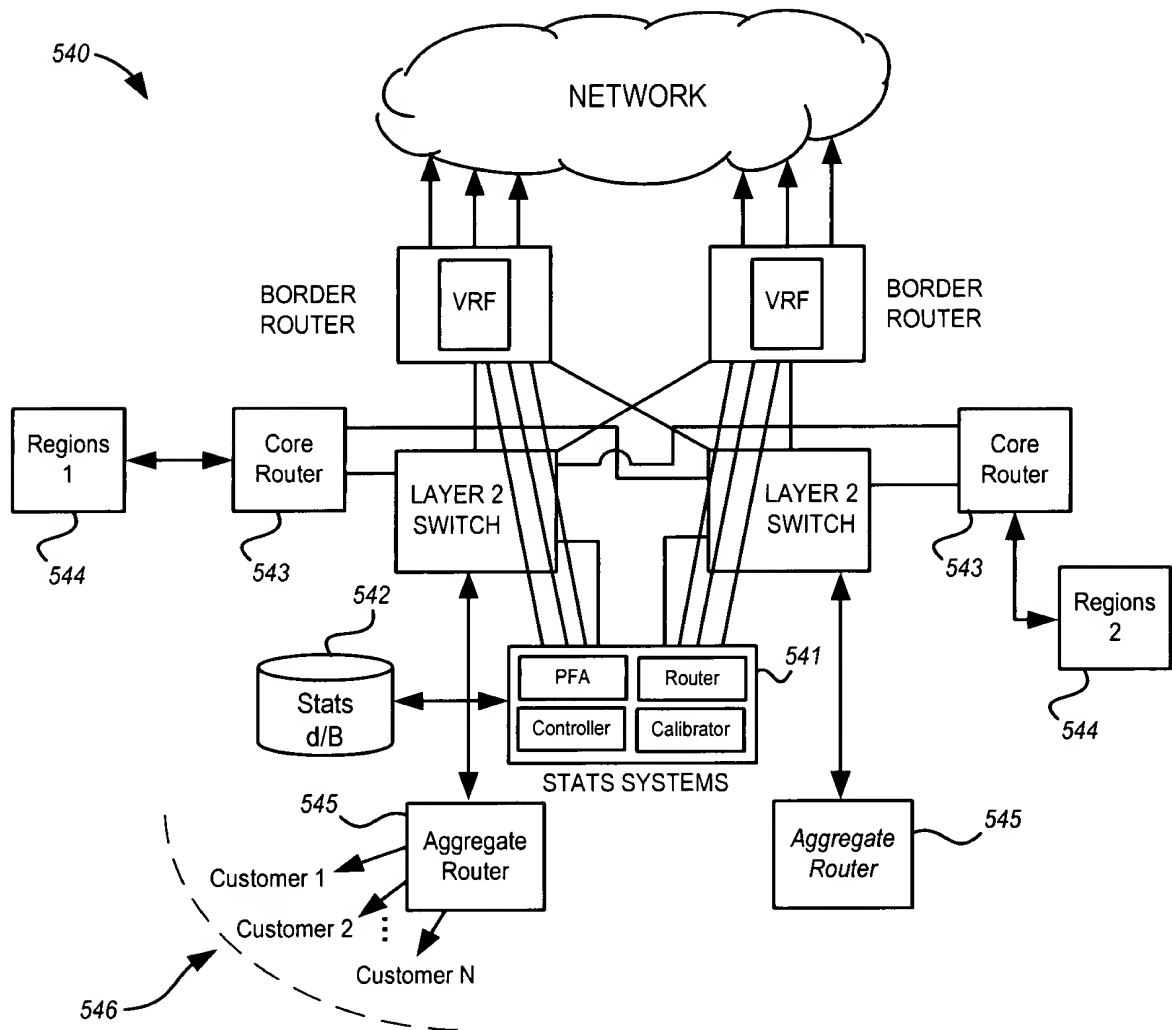 540
NETWORK
BORDER
ROUTER
VRF
VRF
BORDER
ROUTER
Regions
1
544
Core
Router
543
LAYER 2
SWITCH
LAYER 2
SWITCH
Core
Router
543
Regions
2
544
542
Stats
d/B
PFA
Router
Controller
Calibrator
541
STATS SYSTEMS
545
Aggregate
Router
Aggregate
Router
545
Customer 1
Customer 2
Customer N
546